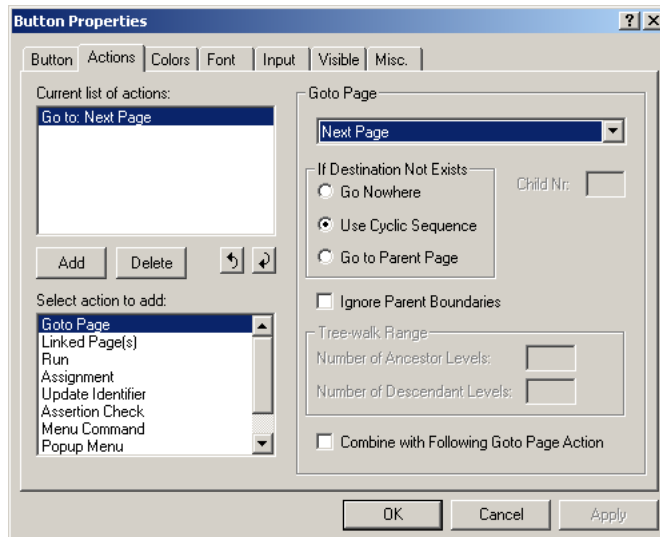 Button Properties
Button Actions Colors Font Input Visible Misc.
Current list of actions:
Go to: Next Page
Add Delete
Select action to add:
Goto Page
Linked Page(s)
Run
Assignment
Update Identifier
Assertion Check
Menu Command
Popup Menu
Goto Page
Next Page
If Destination Not Exists
Go Nowhere
Use Cyclic Sequence
Go to Parent Page
Child Nr:
Ignore Parent Boundaries
Tree-walk Range
Number of Ancestor Levels:
Number of Descendant Levels:
Combine with Following Goto Page Action
OK Cancel Apply